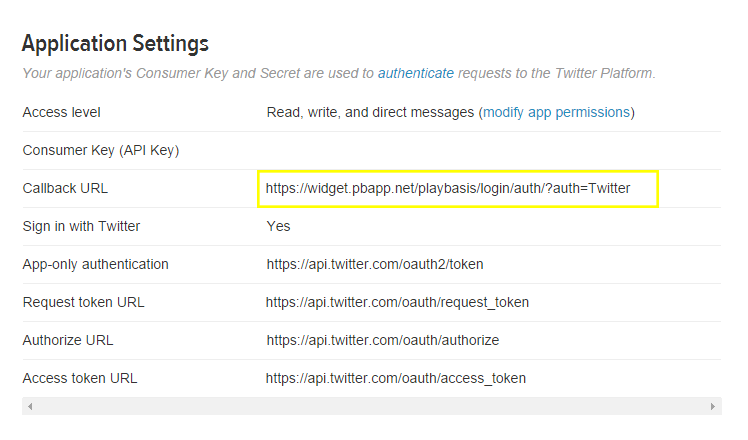 Application Settings
Your application's Consumer Key and Secret are used to authenticate requests to the Twitter Platform.
Access level Read, write, and direct messages (modify app permissions)
Consumer Key (API Key)
Callback URL https://widget.pbapp.net/playbasis/login/auth/?auth=Twitter
Sign in with Twitter Yes
App-only authentication https://api.twitter.com/oauth2/token
Request token URL https://api.twitter.com/oauth/request_token
Authorize URL https://api.twitter.com/oauth/authorize
Access token URL https://api.twitter.com/oauth/access_token